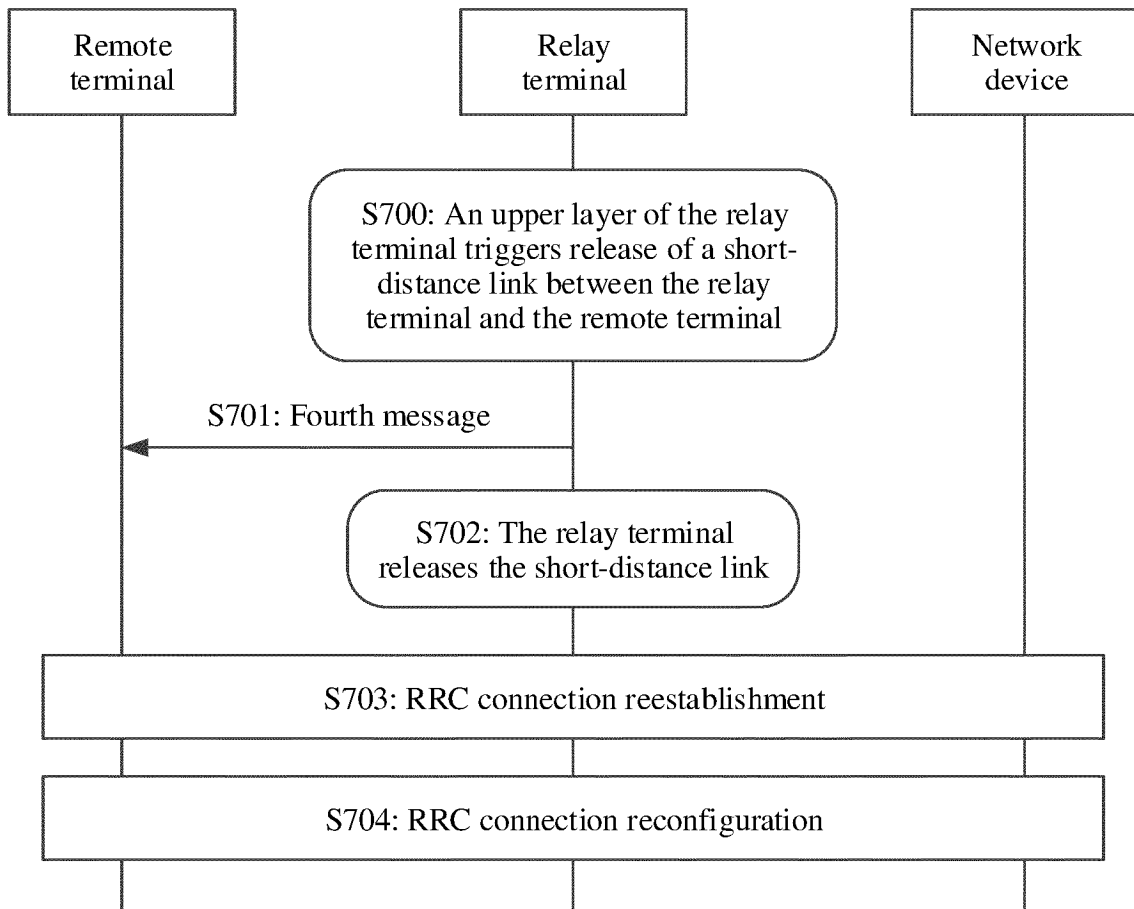 Remote
terminal
Relay
terminal
Network
device
S700: An upper layer of the relay
terminal triggers release of a short-
distance link between the relay
terminal and the remote terminal
S701: Fourth message
S702: The relay terminal
releases the short-distance link
S703: RRC connection reestablishment
S704: RRC connection reconfiguration